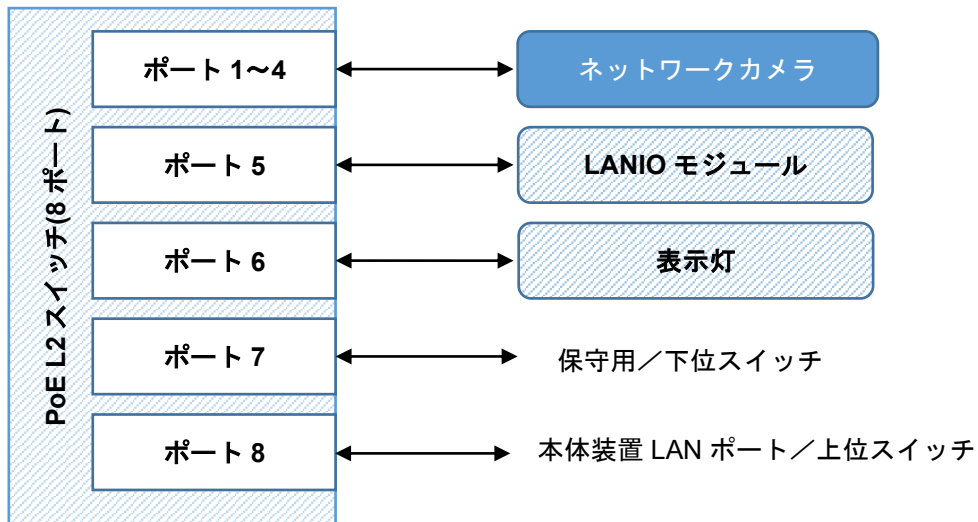 PoE L2 スイッチ(8 ポート)
ポート 1～4
ネットワークカメラ
ポート 5
LANIO モジュール
ポート 6
表示灯
ポート 7
保守用／下位スイッチ
ポート 8
本体装置 LAN ポート／上位スイッチ